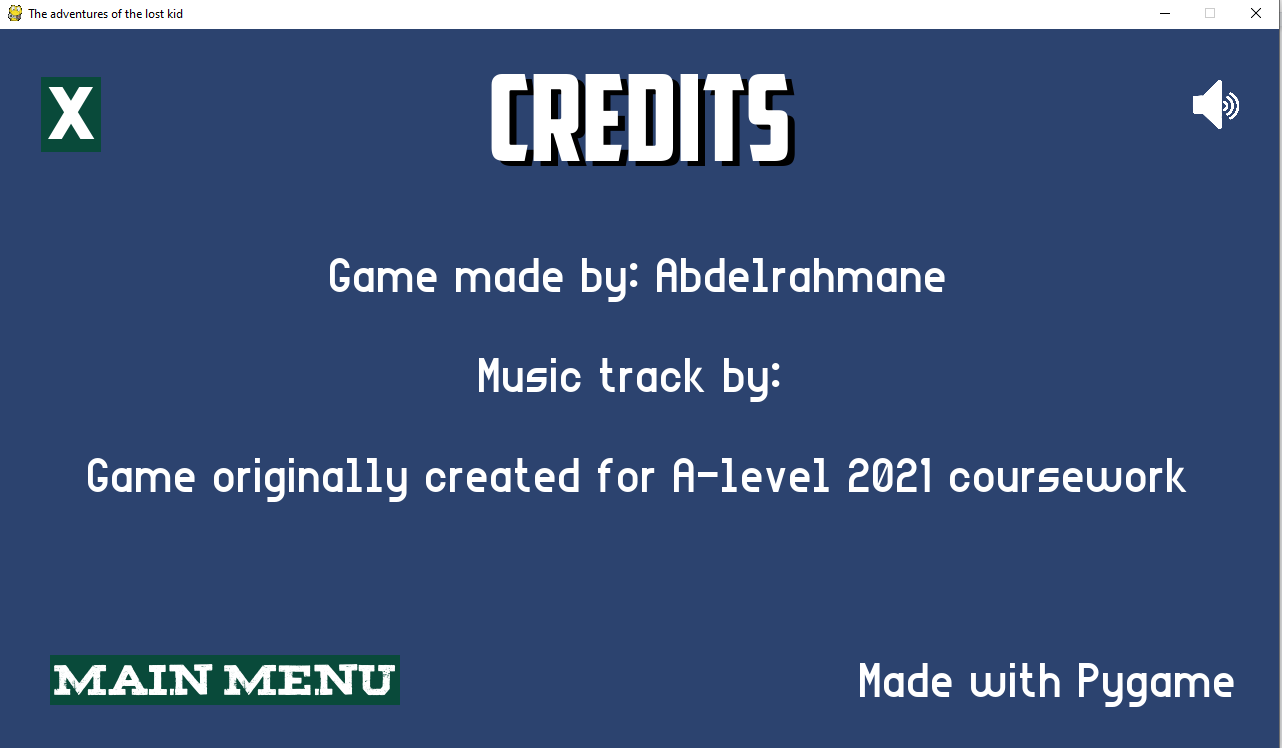 The adventures of the lost kid
X
CREDITS
Game made by: Abdelrahmane
Music track by:
Game originally created for A-level 2021 coursework
MAIN MENU
Made with Pygame